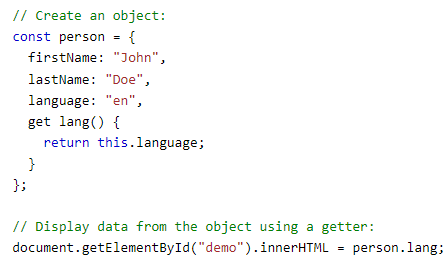 // Create an object:
const person = {
  firstName: "John",
  lastName: "Doe",
  language: "en",
  get lang() {
    return this.language;
  }
};

// Display data from the object using a getter:
document.getElementById("demo").innerHTML = person.lang;